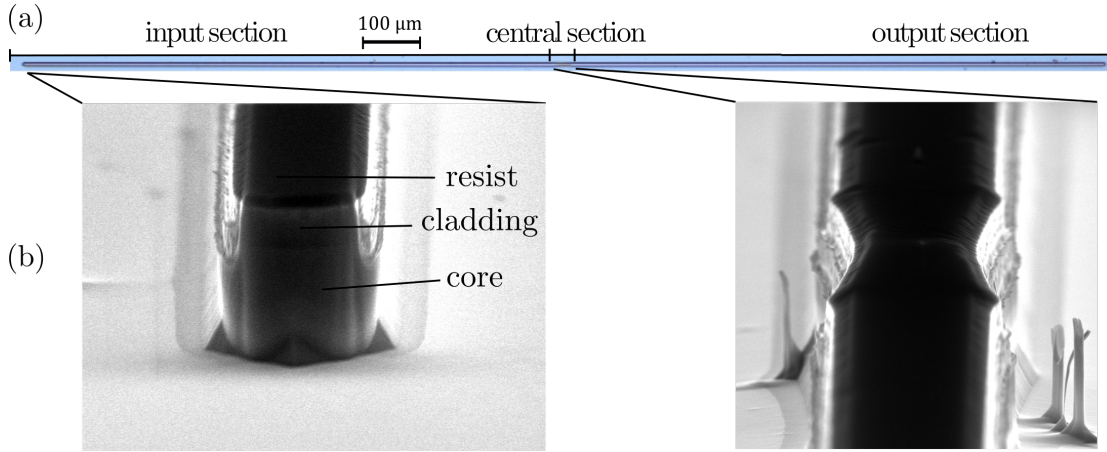 (a)
100 µm
input section
central section
output section
resist
cladding
(b)
core